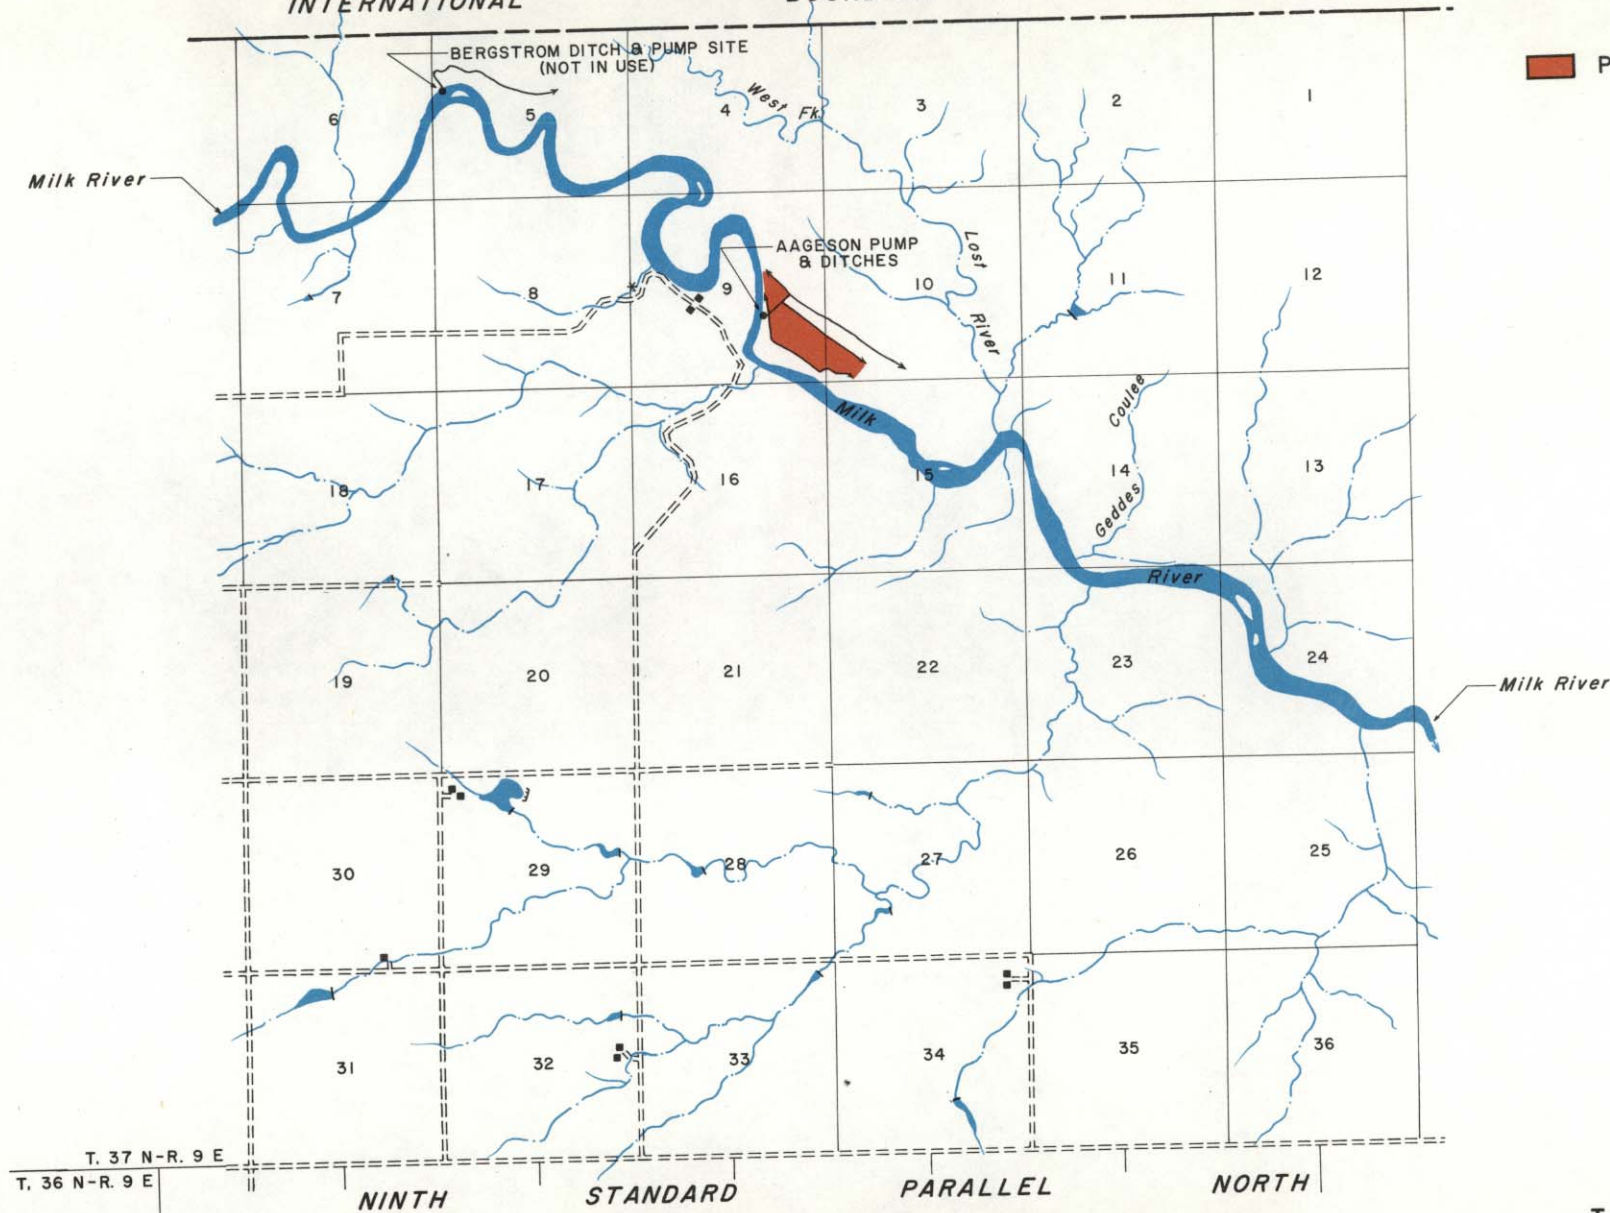 INTERNATIONAL
BERGSTROM DITCH & PUMP SITE
(NOT IN USE)
P
6
5
4
West Fk.
3
2
1
Milk River
AAGESON PUMP
& DITCHES
Lost River
7
8
9
10
11
12
Milk
Coulee
Geddes
18
17
16
15
14
13
River
19
20
21
22
23
24
Milk River
30
29
28
27
26
25
31
32
33
34
35
36
T. 37 N-R. 9 E
T. 36 N-R. 9 E
NINTH STANDARD PARALLEL NORTH